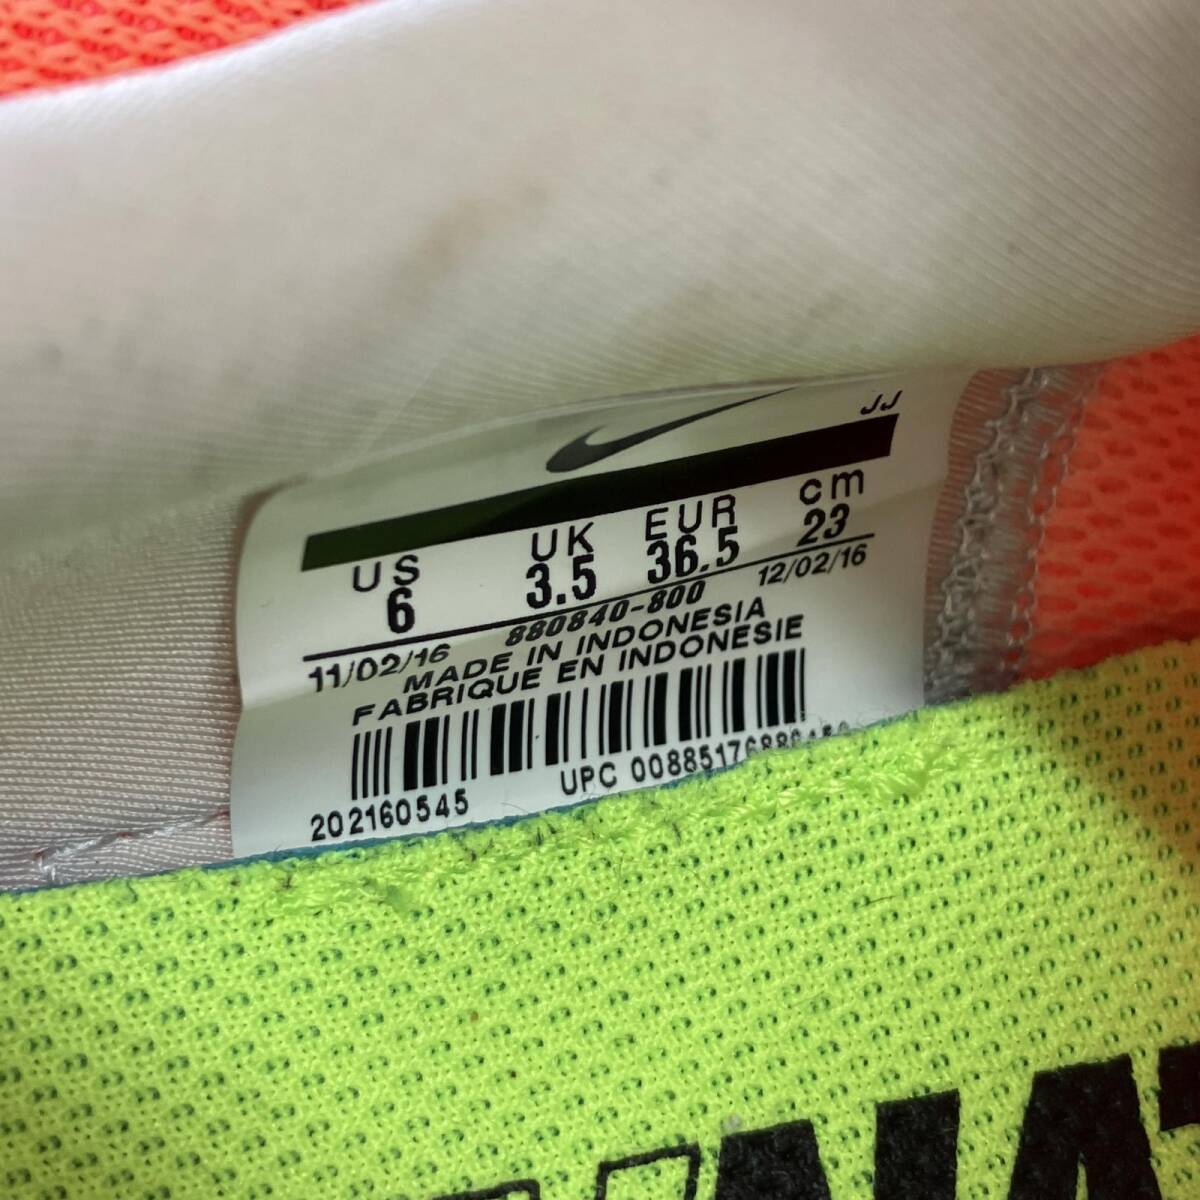 JJ
US UK EUR cm
6 3.5 36.5 23
11/02/16 880840-800 12/02/16
MADE IN INDONESIA
FABRIQUE EN INDONESIE
202160545 UPC